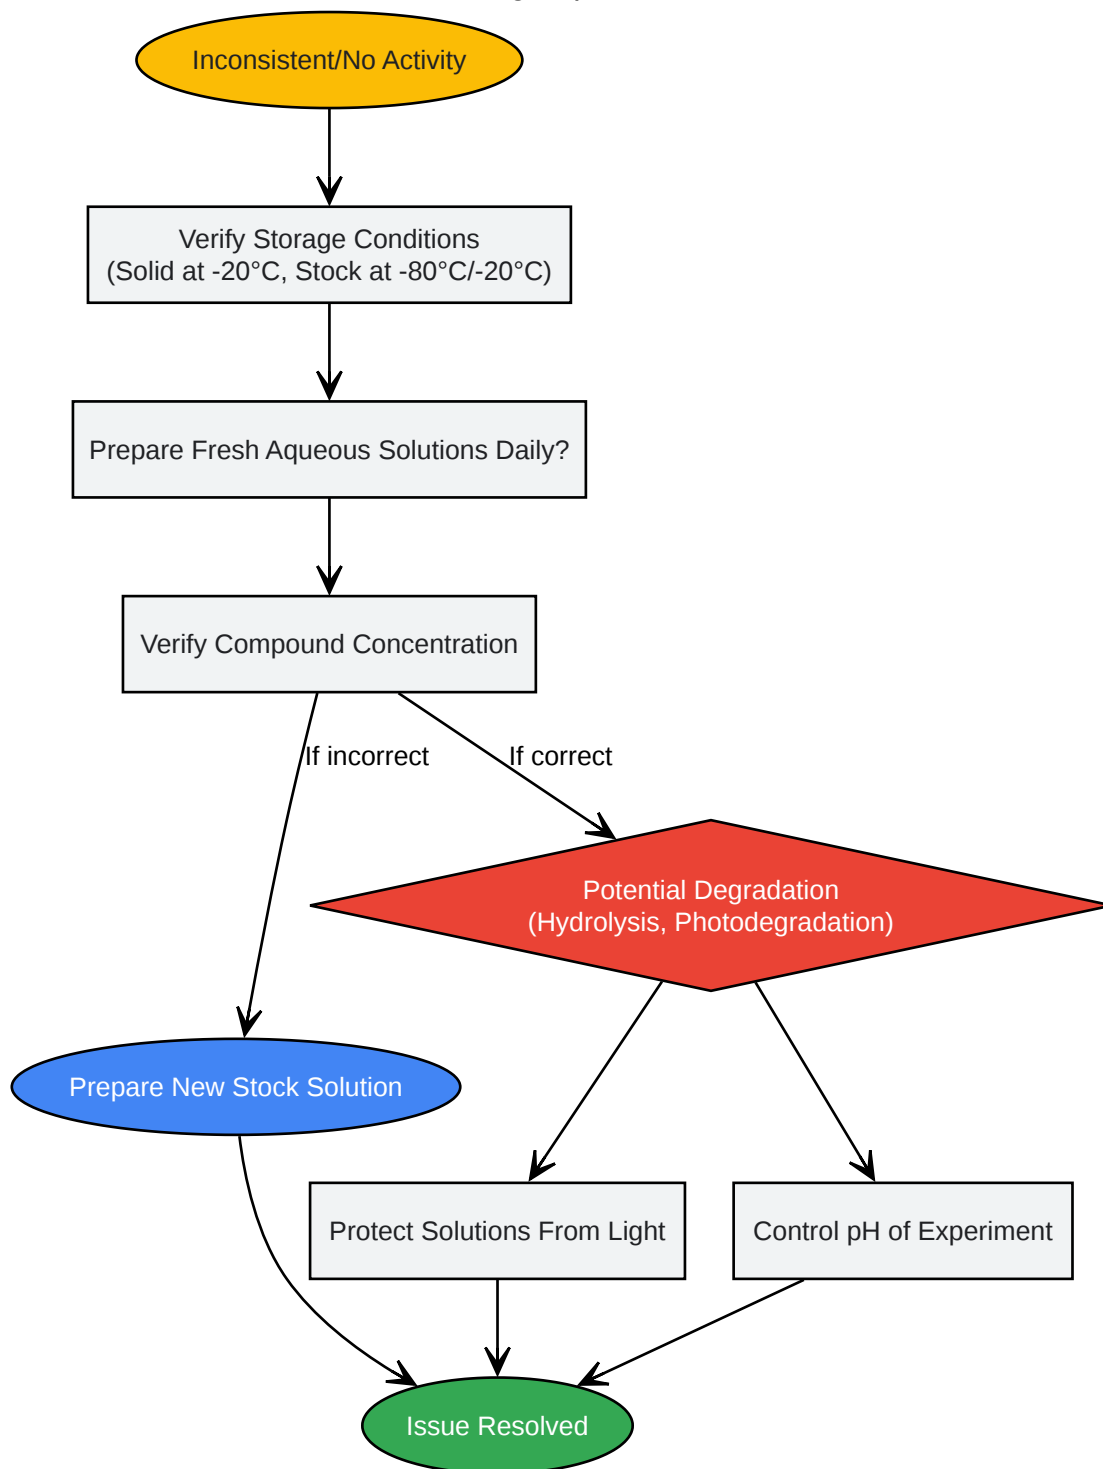 Inconsistent/No Activity
Verify Storage Conditions
(Solid at -20°C, Stock at -80°C/-20°C)
Prepare Fresh Aqueous Solutions Daily?
Verify Compound Concentration
If incorrect
If correct
Potential Degradation
(Hydrolysis, Photodegradation)
Prepare New Stock Solution
Protect Solutions From Light
Control pH of Experiment
Issue Resolved